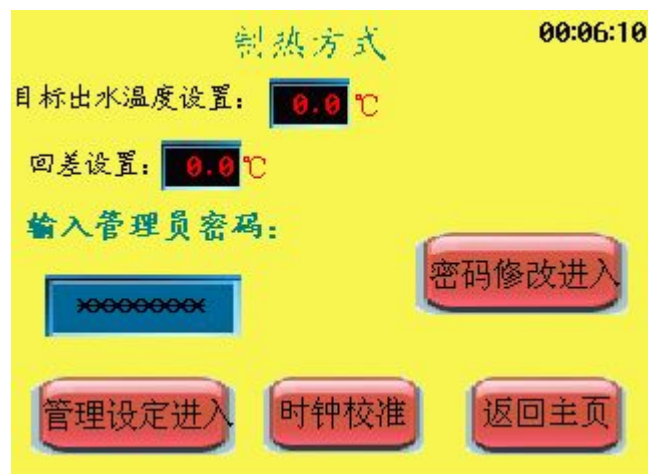 制热方式
00:06:10
目标出水温度设置: 0.0 ℃
回差设置: 0.0 ℃
输入管理员密码:
密码修改进入
管理设定进入
时钟校准
返回主页